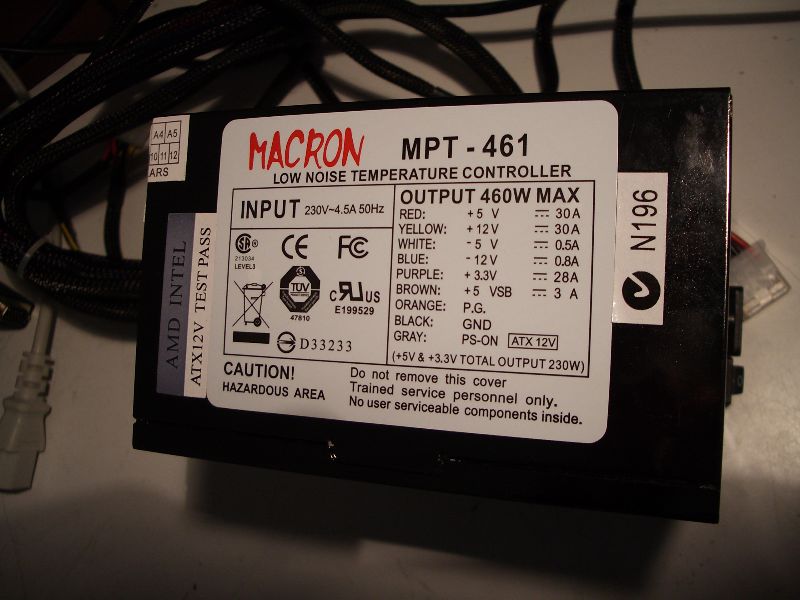 A4 A5
10 11 12
ARS
AMD INTEL
ATX12V TEST PASS
MACRON MPT - 461
LOW NOISE TEMPERATURE CONTROLLER
INPUT 230V~4.5A 50Hz
SA ®
213034
LEVEL3
CE FC
TÜV
47810
c RU US
E199529
D33233
OUTPUT 460W MAX
RED: +5 V 30A
YELLOW: +12V 30A
WHITE: -5 V 0.5A
BLUE: -12V 0.8A
PURPLE: +3.3V 28A
BROWN: +5 VSB 3 A
ORANGE: P.G.
BLACK: GND
GRAY: PS-ON ATX 12V
(+5V & +3.3V TOTAL OUTPUT 230W)
CAUTION!
HAZARDOUS AREA
Do not remove this cover
Trained service personnel only.
No user serviceable components inside.
N196